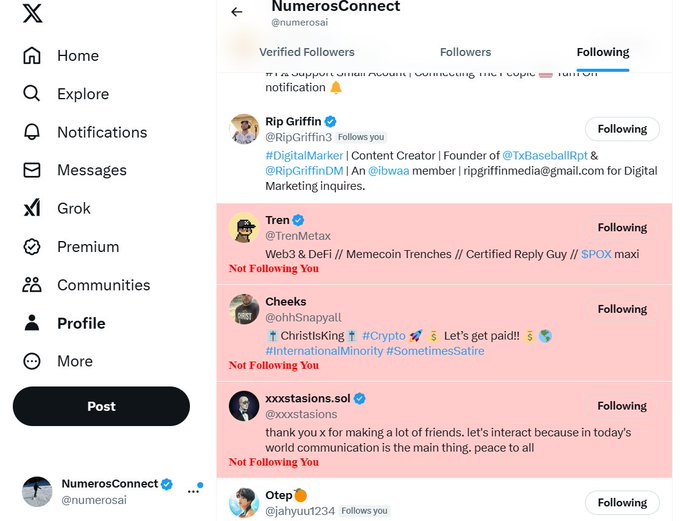 Home
Explore
Notifications
Messages
Grok
Premium
Communities
Profile
More
Post
NumerosConnect
@numerosai
NumerosConnect
@numerosai
Verified Followers
Followers
Following
Support Small Acount | Connecting The People Turn On
notification 🔔
Rip Griffin
@RipGriffin3 Follows you
Following
#DigitalMarker | Content Creator | Founder of @TxBaseballRpt &
@RipGriffinDM | An @ibwaa member | ripgriffinmedia@gmail.com for Digital
Marketing inquires.
Tren
@TrenMetax
Following
Web3 & DeFi // Memecoin Trenches // Certified Reply Guy // $POX maxi
Not Following You
Cheeks
@ohhSnapyall
Following
✝️ChristIsKing✝️ #Crypto 🚀 💰 Let's get paid!! 💰 🌎
#InternationalMinority #SometimesSatire
Not Following You
xxxstasions.sol
@xxxstasions
Following
thank you x for making a lot of friends. let's interact because in today's
world communication is the main thing. peace to all
Not Following You
Otep🍊
@jahyuu1234 Follows you
Following